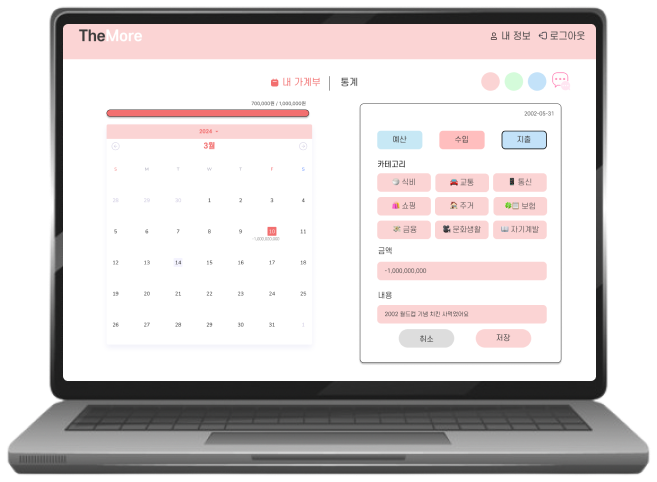 TheMore
내 정보 로그아웃
내 가계부 통계
700,000원 / 1,000,000원
2024
3월
S M T W T F S
28 29 30 1 2 3 4
5 6 7 8 9 10 11
-1,000,000,000
12 13 14 15 16 17 18
19 20 21 22 23 24 25
26 27 28 29 30 31 1
2002-05-31
예산 수입 지출
카테고리
식비 교통 통신
쇼핑 주거 보험
금융 문화생활 자기계발
금액
-1,000,000,000
내용
2002 월드컵 기념 치킨 사먹었어요
취소 저장